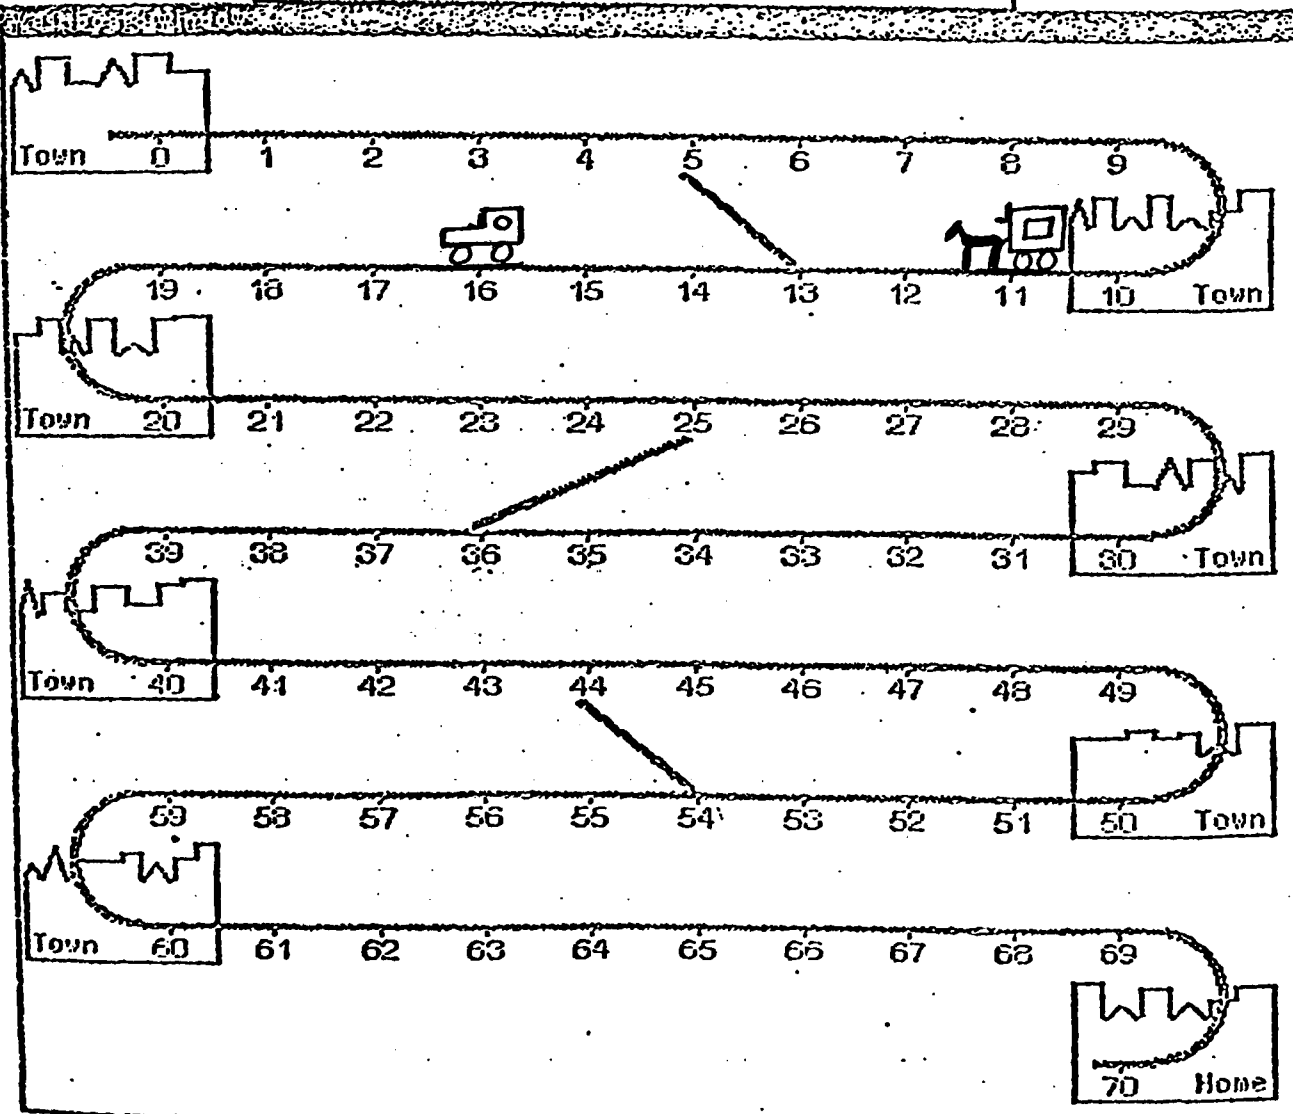 Town 0 1 2 3 4 5 6 7 8 9
19 18 17 16 15 14 13 12 11 10 Town
Town 20 21 22 23 24 25 26 27 28 29
39 38 37 36 35 34 33 32 31 30 Town
Town 40 41 42 43 44 45 46 47 48 49
59 58 57 56 55 54 53 52 51 50 Town
Town 60 61 62 63 64 65 66 67 68 69
70 Home